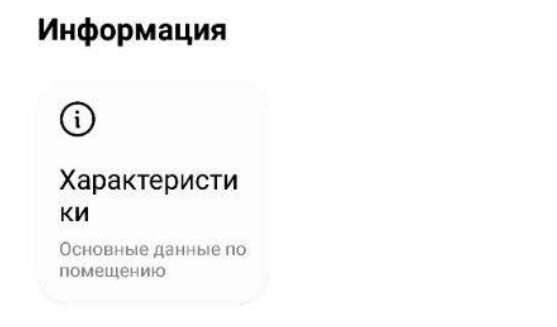 Информация
Характеристи
ки
Основные данные по
помещению